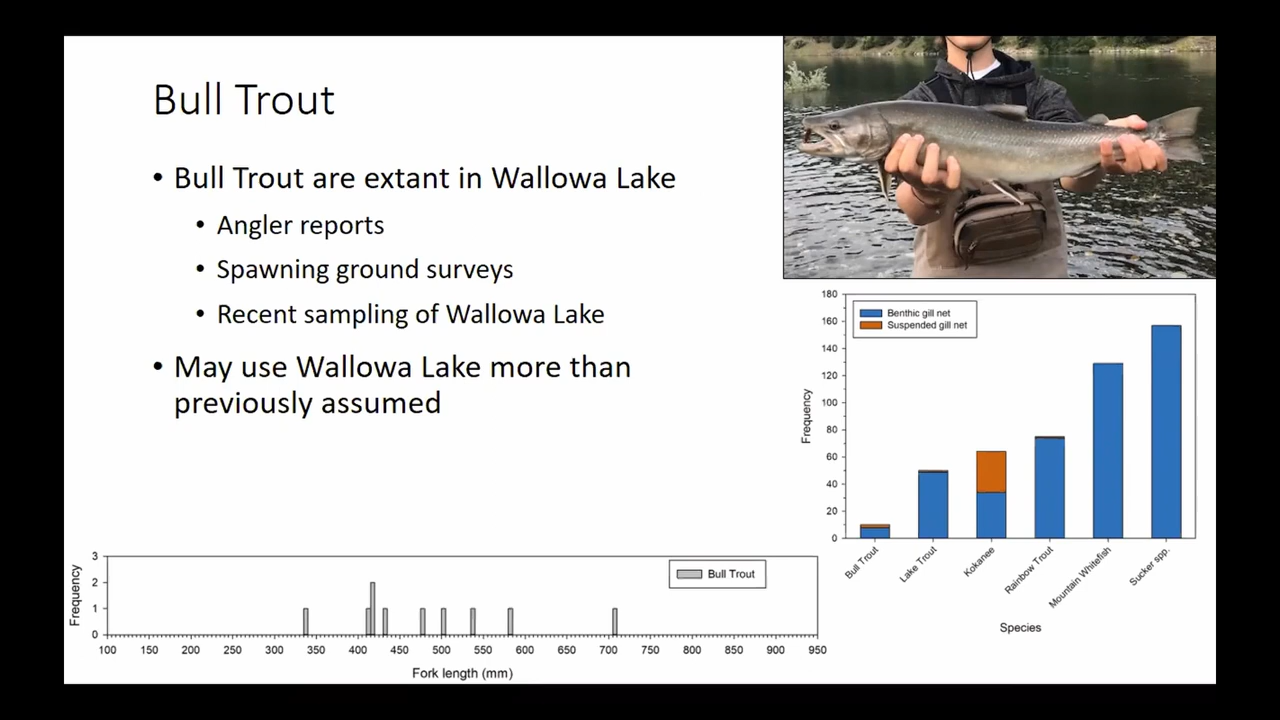 Bull Trout
• Bull Trout are extant in Wallowa Lake
• Angler reports
• Spawning ground surveys
• Recent sampling of Wallowa Lake
• May use Wallowa Lake more than
previously assumed
180
160
140
120
100
80
60
40
20
0
Frequency
Benthic gill net
Suspended gill net
Bull Trout
Lake Trout
Kokanee
Rainbow Trout
Mountain Whitefish
Sucker spp.
Species
3
2
1
0
Frequency
Bull Trout
100 150 200 250 300 350 400 450 500 550 600 650 700 750 800 850 900 950
Fork length (mm)